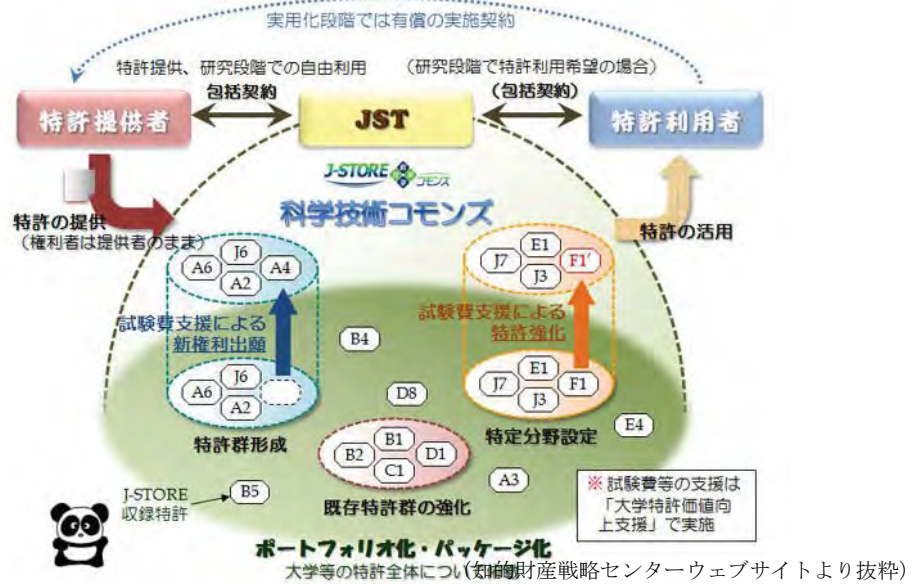 実用化段階では有償の実施契約
特許提供、研究段階での自由利用
（研究段階で特許利用希望の場合）
包括契約
（包括契約）
特許提供者
JST
特許利用者
J-STORE コモンズ
科学技術コモンズ
特許の提供
（権利者は提供者のまま）
特許の活用
J6
A6
A4
A2
E1
J7
F1′
J3
試験費支援による
新権利出願
試験費支援による
特許強化
B4
J6
A6
A2
E1
J7
F1
J3
D8
特許群形成
特定分野設定
E4
B1
B2
D1
C1
A3
J-STORE
収録特許
B5
既存特許群の強化
※ 試験費等の支援は
「大学特許価値向
上支援」で実施
ポートフォリオ化・パッケージ化
大学等の特許全体につい
(知的財産戦略センターウェブサイトより抜粋)